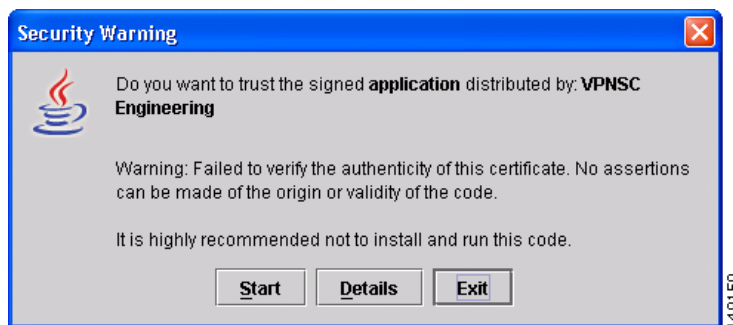 Security Warning
Do you want to trust the signed application distributed by: VPNSC
Engineering
Warning: Failed to verify the authenticity of this certificate. No assertions
can be made of the origin or validity of the code.
It is highly recommended not to install and run this code.
Start Details Exit